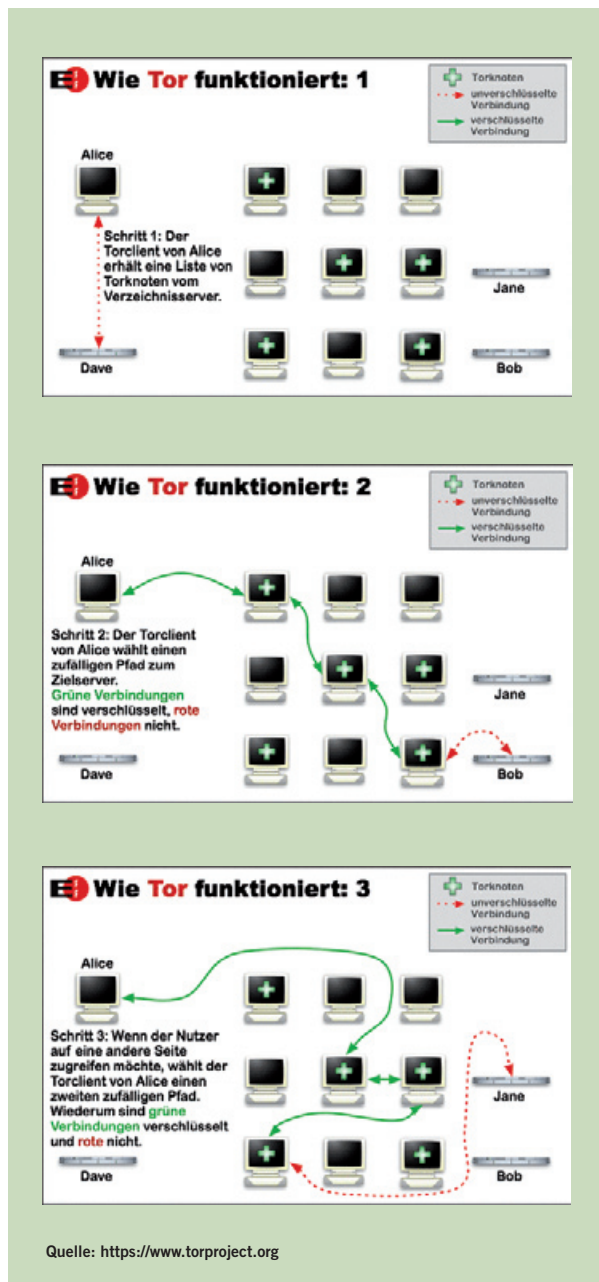 Wie Tor funktioniert: 1
Torknoten
unverschlüsselte
Verbindung
verschlüsselte
Verbindung
Alice
Schritt 1: Der
Torclient von Alice
erhält eine Liste von
Torknoten vom
Verzeichnisserver.
Jane
Dave
Bob
Wie Tor funktioniert: 2
Torknoten
unverschlüsselte
Verbindung
verschlüsselte
Verbindung
Alice
Schritt 2: Der Torclient
von Alice wählt einen
zufälligen Pfad zum
Zielserver.
Grüne Verbindungen
sind verschlüsselt, rote
Verbindungen nicht.
Jane
Dave
Bob
Wie Tor funktioniert: 3
Torknoten
unverschlüsselte
Verbindung
verschlüsselte
Verbindung
Alice
Schritt 3: Wenn der Nutzer
auf eine andere Seite
zugreifen möchte, wählt der
Torclient von Alice einen
zweiten zufälligen Pfad.
Wiederum sind grüne
Verbindungen verschlüsselt
und rote nicht.
Jane
Dave
Bob
Quelle: https://www.torproject.org